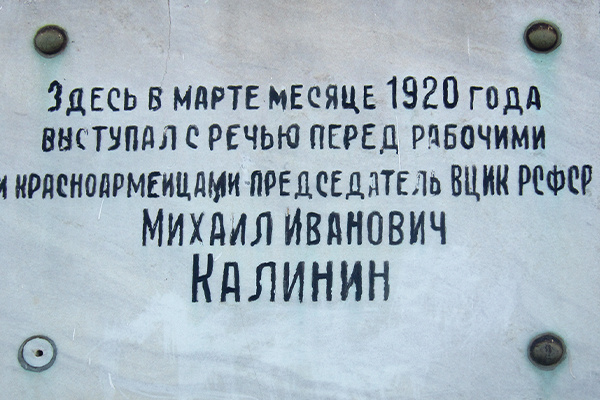 Здесь в марте месяце 1920 года
выступал с речью перед рабочими
и красноармейцами председатель ВЦИК РСФСР
Михаил Иванович
Калинин